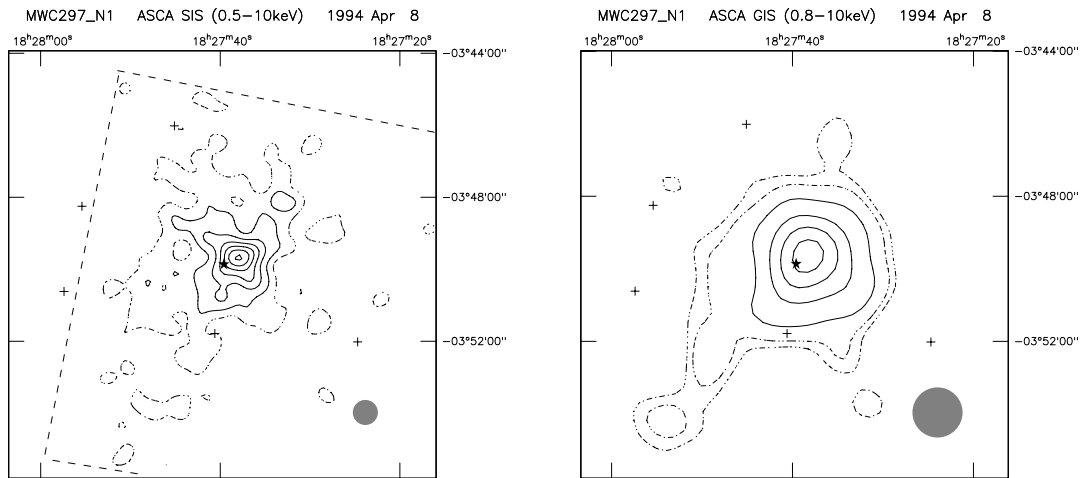 MWC297_N1 ASCA SIS (0.5−10keV) 1994 Apr 8
18ʰ28ᵐ00ˢ 18ʰ27ᵐ40ˢ 18ʰ27ᵐ20ˢ
−03°44'00"
−03°48'00"
−03°52'00"
MWC297_N1 ASCA GIS (0.8−10keV) 1994 Apr 8
18ʰ28ᵐ00ˢ 18ʰ27ᵐ40ˢ 18ʰ27ᵐ20ˢ
−03°44'00"
−03°48'00"
−03°52'00"